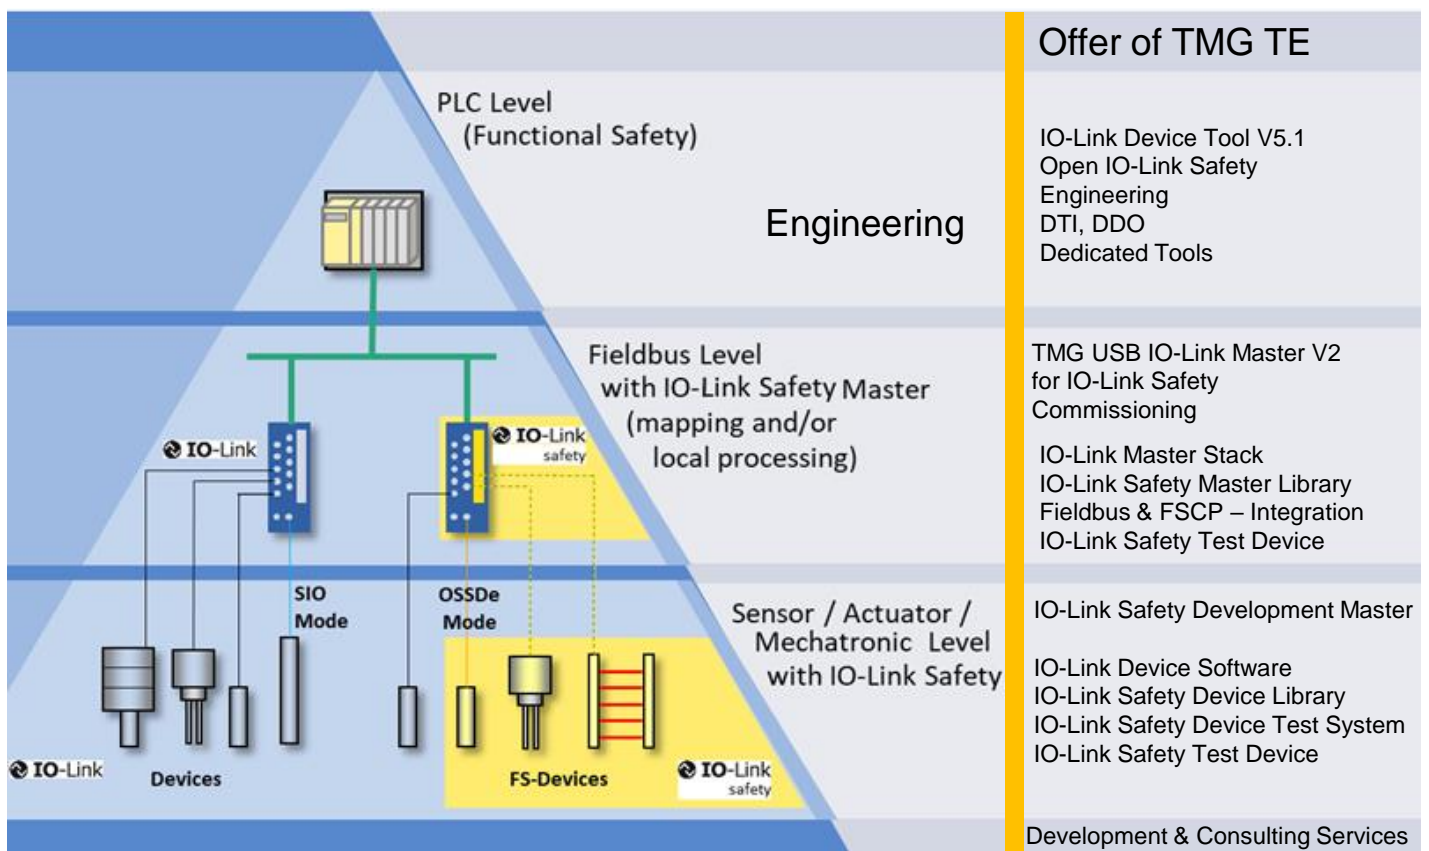 Offer of TMG TE
PLC Level
(Functional Safety)
Engineering
IO-Link Device Tool V5.1
Open IO-Link Safety
Engineering
DTI, DDO
Dedicated Tools
Fieldbus Level
with IO-Link Safety Master
(mapping and/or
local processing)
TMG USB IO-Link Master V2
for IO-Link Safety
Commissioning
IO-Link Master Stack
IO-Link Safety Master Library
Fieldbus & FSCP – Integration
IO-Link Safety Test Device
IO-Link
IO-Link
safety
SIO
Mode
OSSDe
Mode
Sensor / Actuator /
Mechatronic Level
with IO-Link Safety
IO-Link Safety Development Master
IO-Link Device Software
IO-Link Safety Device Library
IO-Link Safety Device Test System
IO-Link Safety Test Device
IO-Link
Devices
FS-Devices
IO-Link
safety
Development & Consulting Services